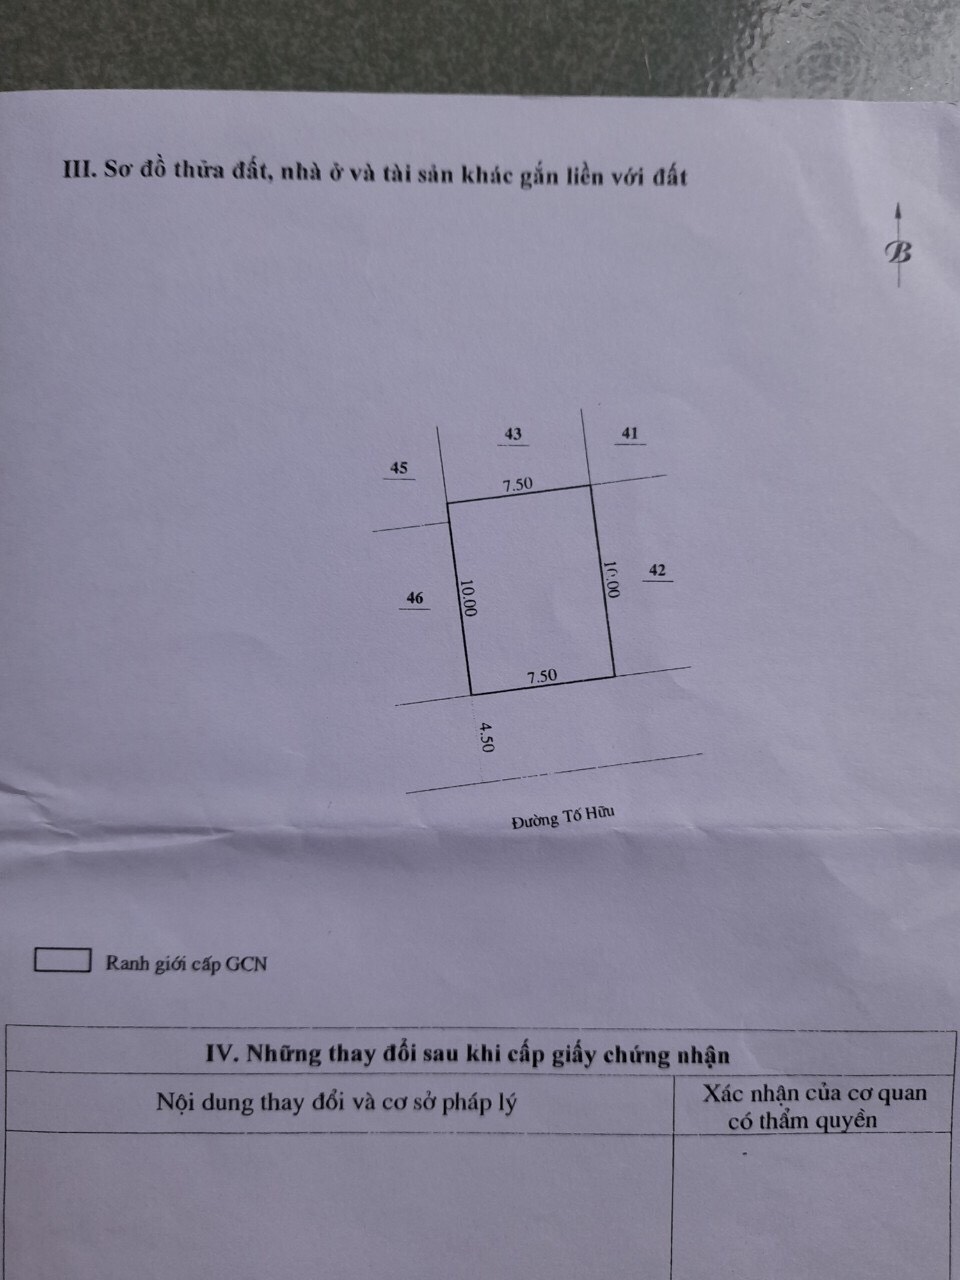 III. Sơ đồ thửa đất, nhà ở và tài sản khác gắn liền với đất
B
43
41
45
7.50
10.00
10.00
42
46
7.50
4.50
Đường Tố Hữu
Ranh giới cấp GCN
IV. Những thay đổi sau khi cấp giấy chứng nhận
Nội dung thay đổi và cơ sở pháp lý
Xác nhận của cơ quan
có thẩm quyền